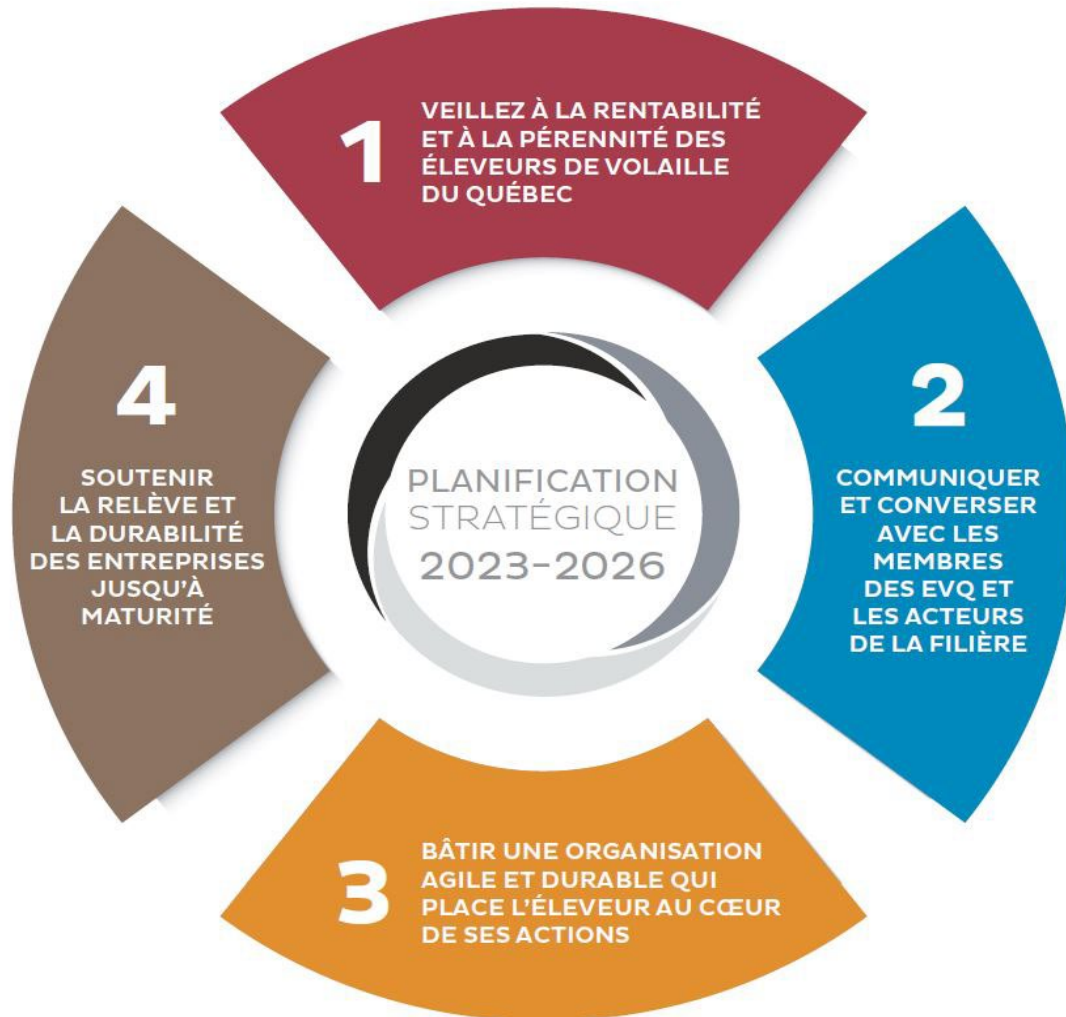 1
VEILLEZ À LA RENTABILITÉ
ET À LA PÉRENNITÉ DES
ÉLEVEURS DE VOLAILLE
DU QUÉBEC
2
COMMUNIQUER
ET CONVERSER
AVEC LES
MEMBRES
DES EVQ ET
LES ACTEURS
DE LA FILIÈRE
3
BÂTIR UNE ORGANISATION
AGILE ET DURABLE QUI
PLACE L'ÉLEVEUR AU CŒUR
DE SES ACTIONS
4
SOUTENIR
LA RELÈVE ET
LA DURABILITÉ
DES ENTREPRISES
JUSQU'À
MATURITÉ
PLANIFICATION
STRATÉGIQUE
2023-2026